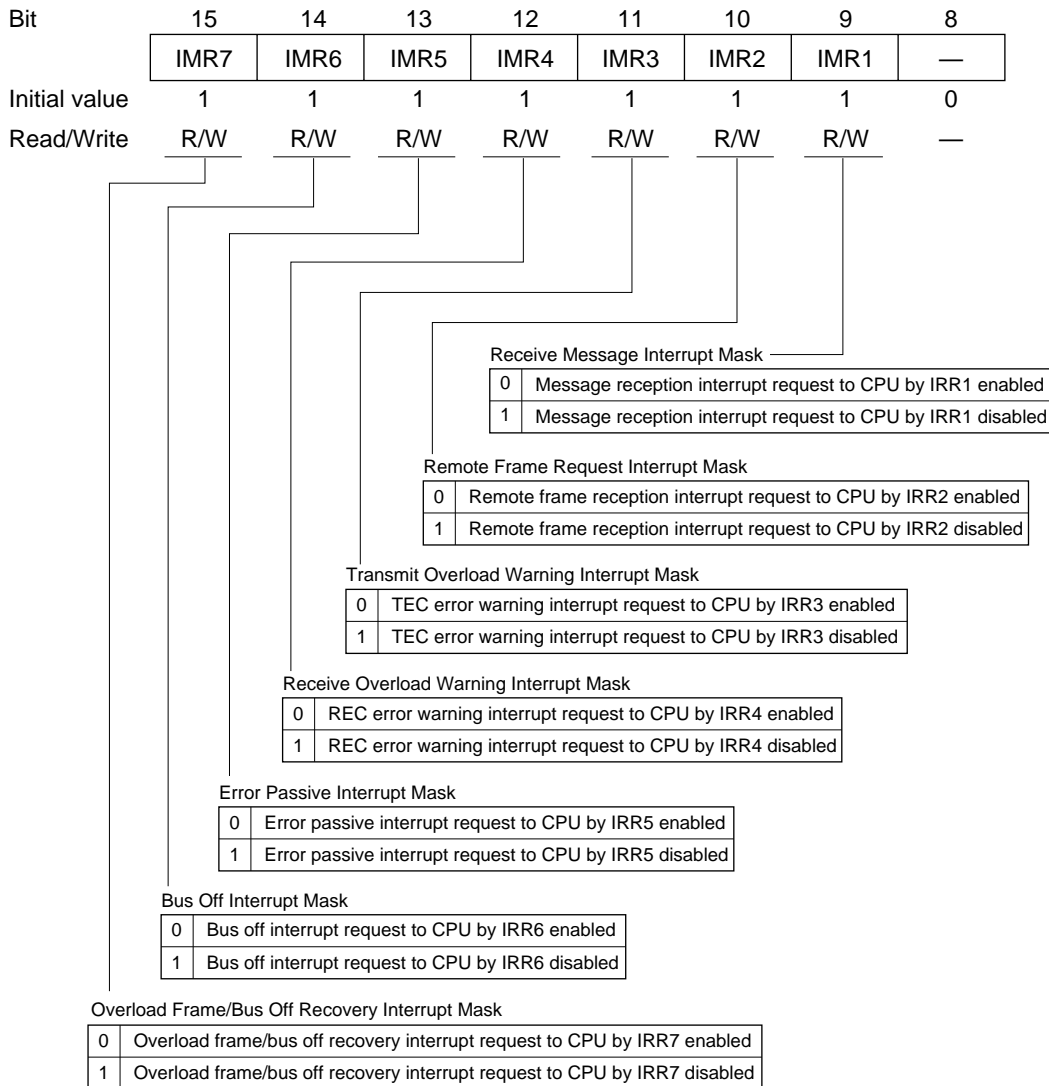 Bit 15 14 13 12 11 10 9 8
IMR7 IMR6 IMR5 IMR4 IMR3 IMR2 IMR1 —
Initial value 1 1 1 1 1 1 1 0
Read/Write R/W R/W R/W R/W R/W R/W R/W —
Receive Message Interrupt Mask
0 Message reception interrupt request to CPU by IRR1 enabled
1 Message reception interrupt request to CPU by IRR1 disabled
Remote Frame Request Interrupt Mask
0 Remote frame reception interrupt request to CPU by IRR2 enabled
1 Remote frame reception interrupt request to CPU by IRR2 disabled
Transmit Overload Warning Interrupt Mask
0 TEC error warning interrupt request to CPU by IRR3 enabled
1 TEC error warning interrupt request to CPU by IRR3 disabled
Receive Overload Warning Interrupt Mask
0 REC error warning interrupt request to CPU by IRR4 enabled
1 REC error warning interrupt request to CPU by IRR4 disabled
Error Passive Interrupt Mask
0 Error passive interrupt request to CPU by IRR5 enabled
1 Error passive interrupt request to CPU by IRR5 disabled
Bus Off Interrupt Mask
0 Bus off interrupt request to CPU by IRR6 enabled
1 Bus off interrupt request to CPU by IRR6 disabled
Overload Frame/Bus Off Recovery Interrupt Mask
0 Overload frame/bus off recovery interrupt request to CPU by IRR7 enabled
1 Overload frame/bus off recovery interrupt request to CPU by IRR7 disabled